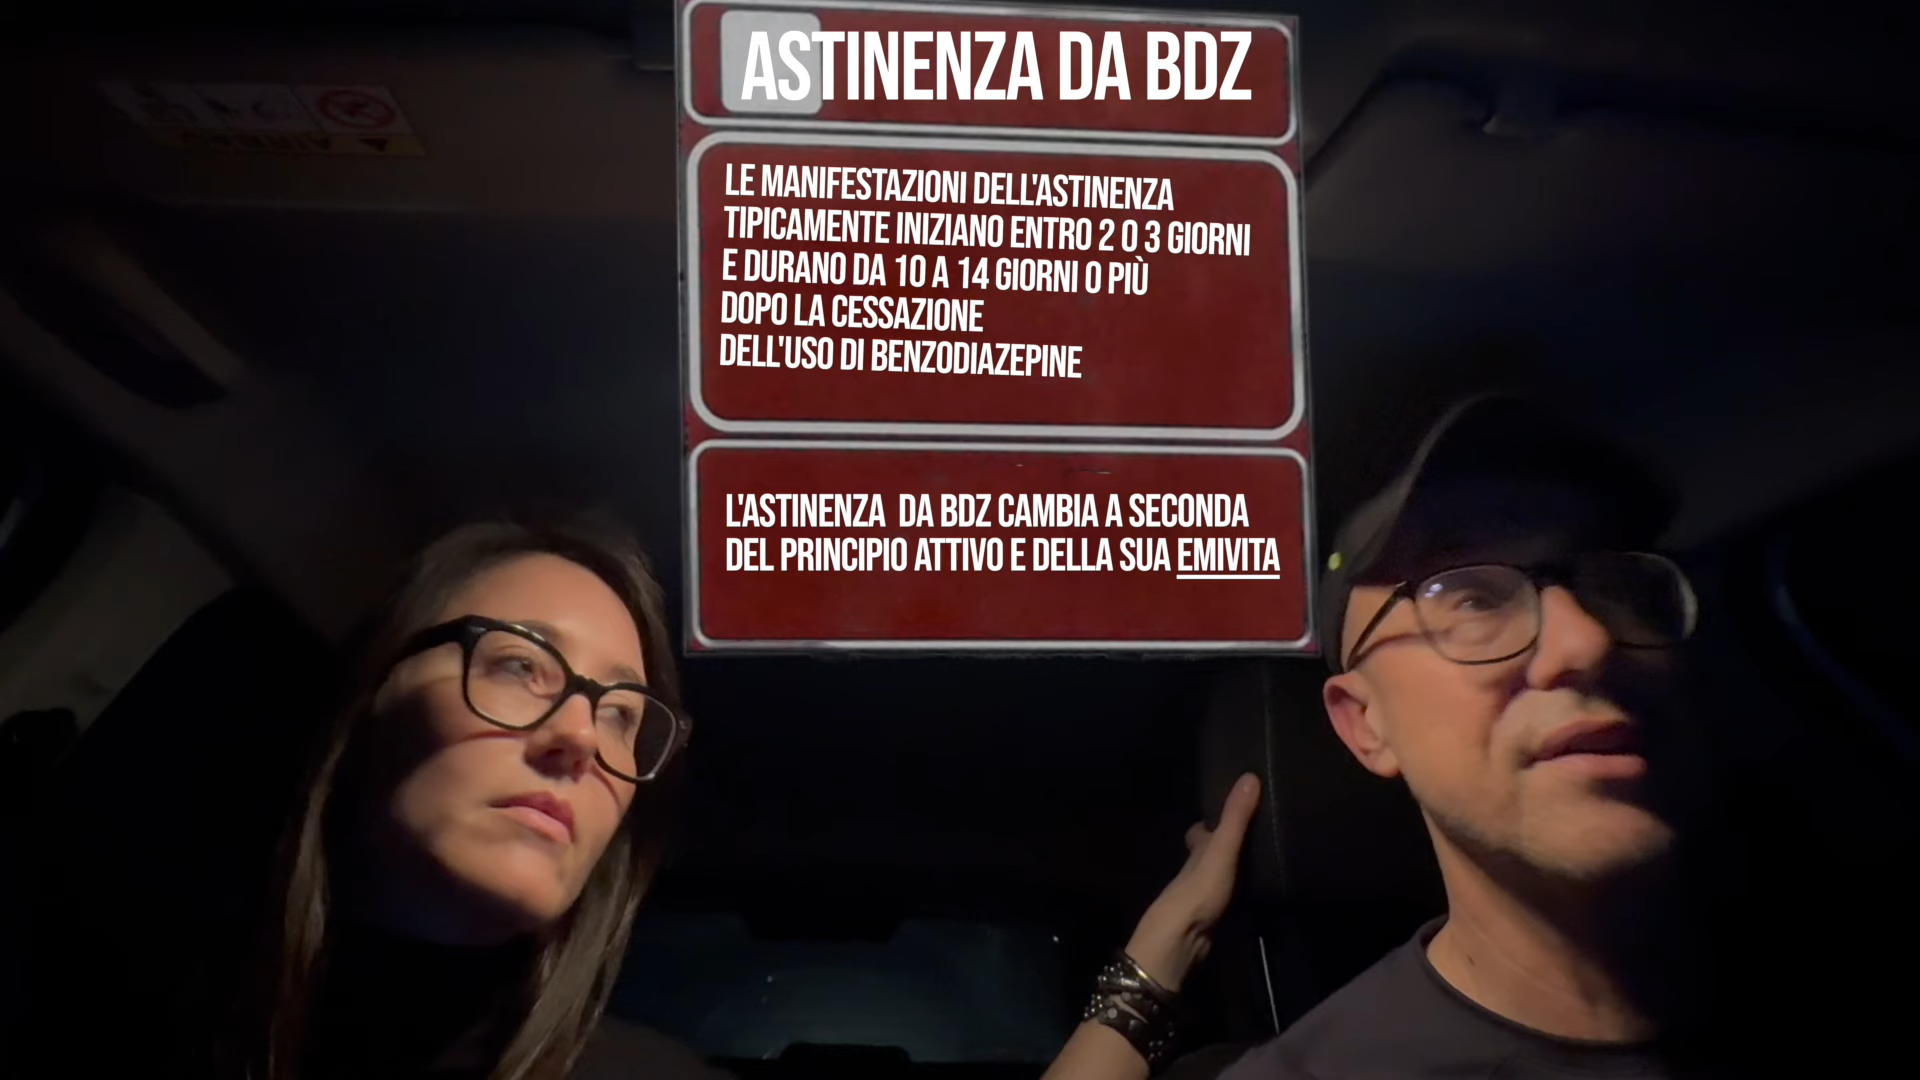 ASTINENZA DA BDZ
LE MANIFESTAZIONI DELL'ASTINENZA
TIPICAMENTE INIZIANO ENTRO 2 O 3 GIORNI
E DURANO DA 10 A 14 GIORNI O PIÙ
DOPO LA CESSAZIONE
DELL'USO DI BENZODIAZEPINE
L'ASTINENZA DA BDZ CAMBIA A SECONDA
DEL PRINCIPIO ATTIVO E DELLA SUA EMIVITA